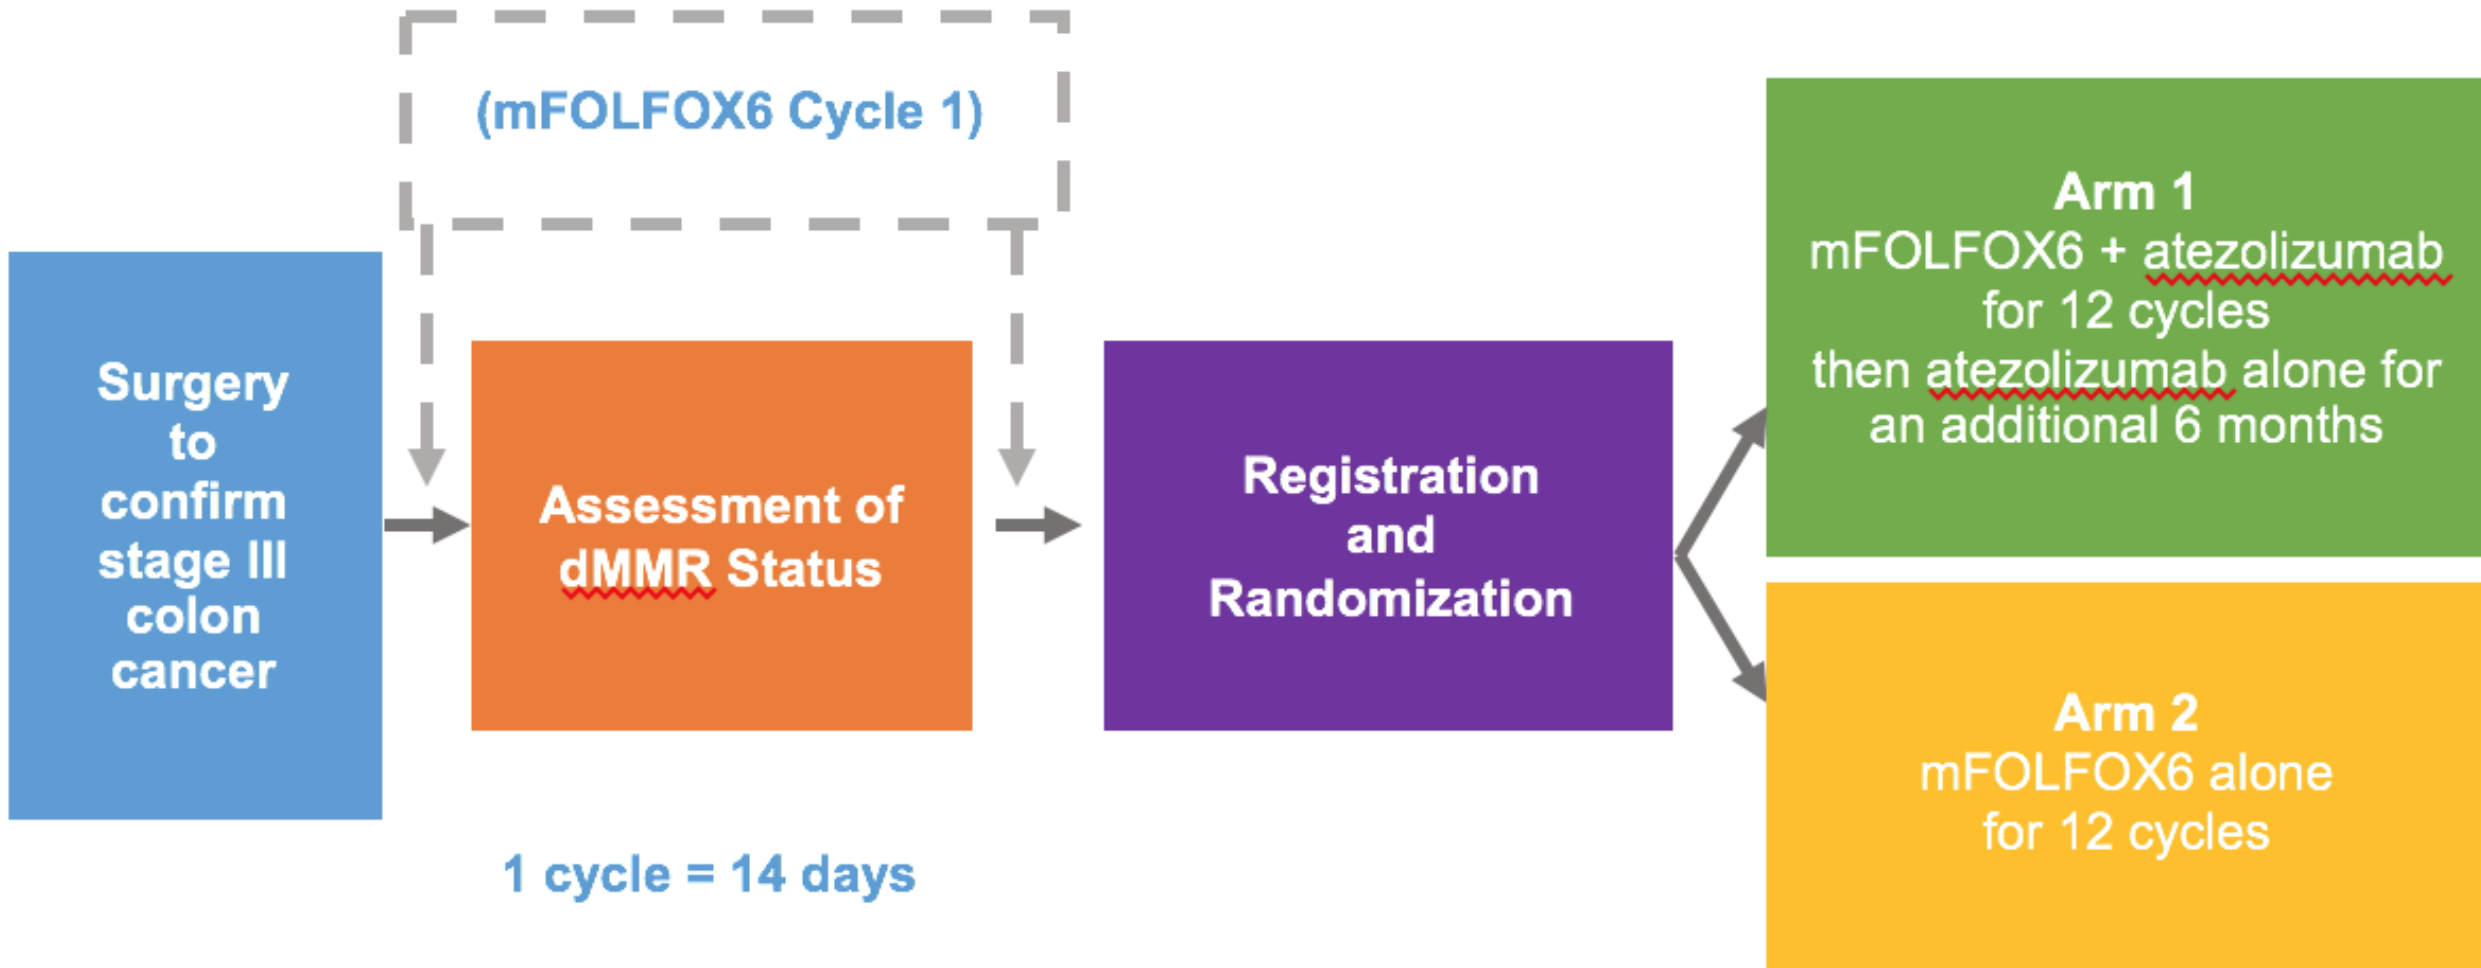 (mFOLFOX6 Cycle 1)
Surgery
to
confirm
stage III
colon
cancer
Assessment of
dMMR Status
1 cycle = 14 days
Registration
and
Randomization
Arm 1
mFOLFOX6 + atezolizumab
for 12 cycles
then atezolizumab alone for
an additional 6 months
Arm 2
mFOLFOX6 alone
for 12 cycles